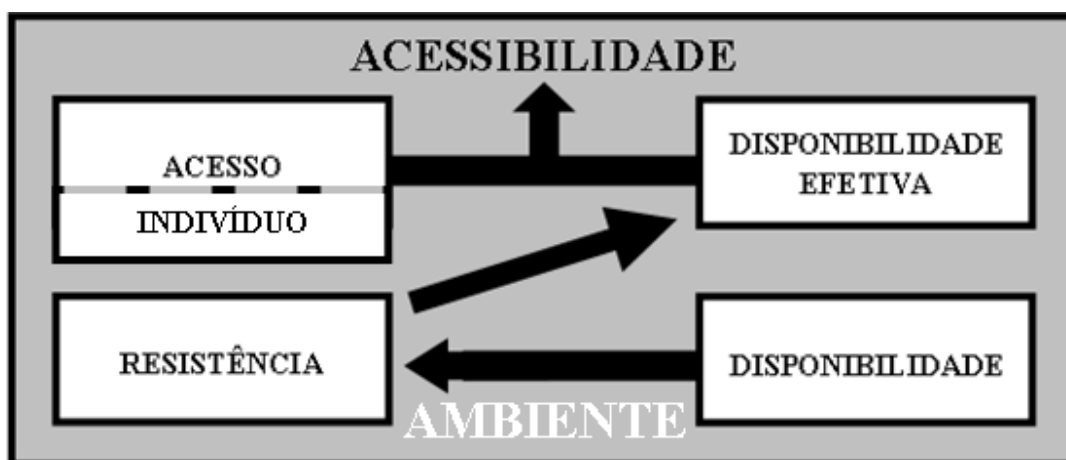 ACESSIBILIDADE
ACESSO
INDIVÍDUO
DISPONIBILIDADE
EFETIVA
RESISTÊNCIA
DISPONIBILIDADE
AMBIENTE